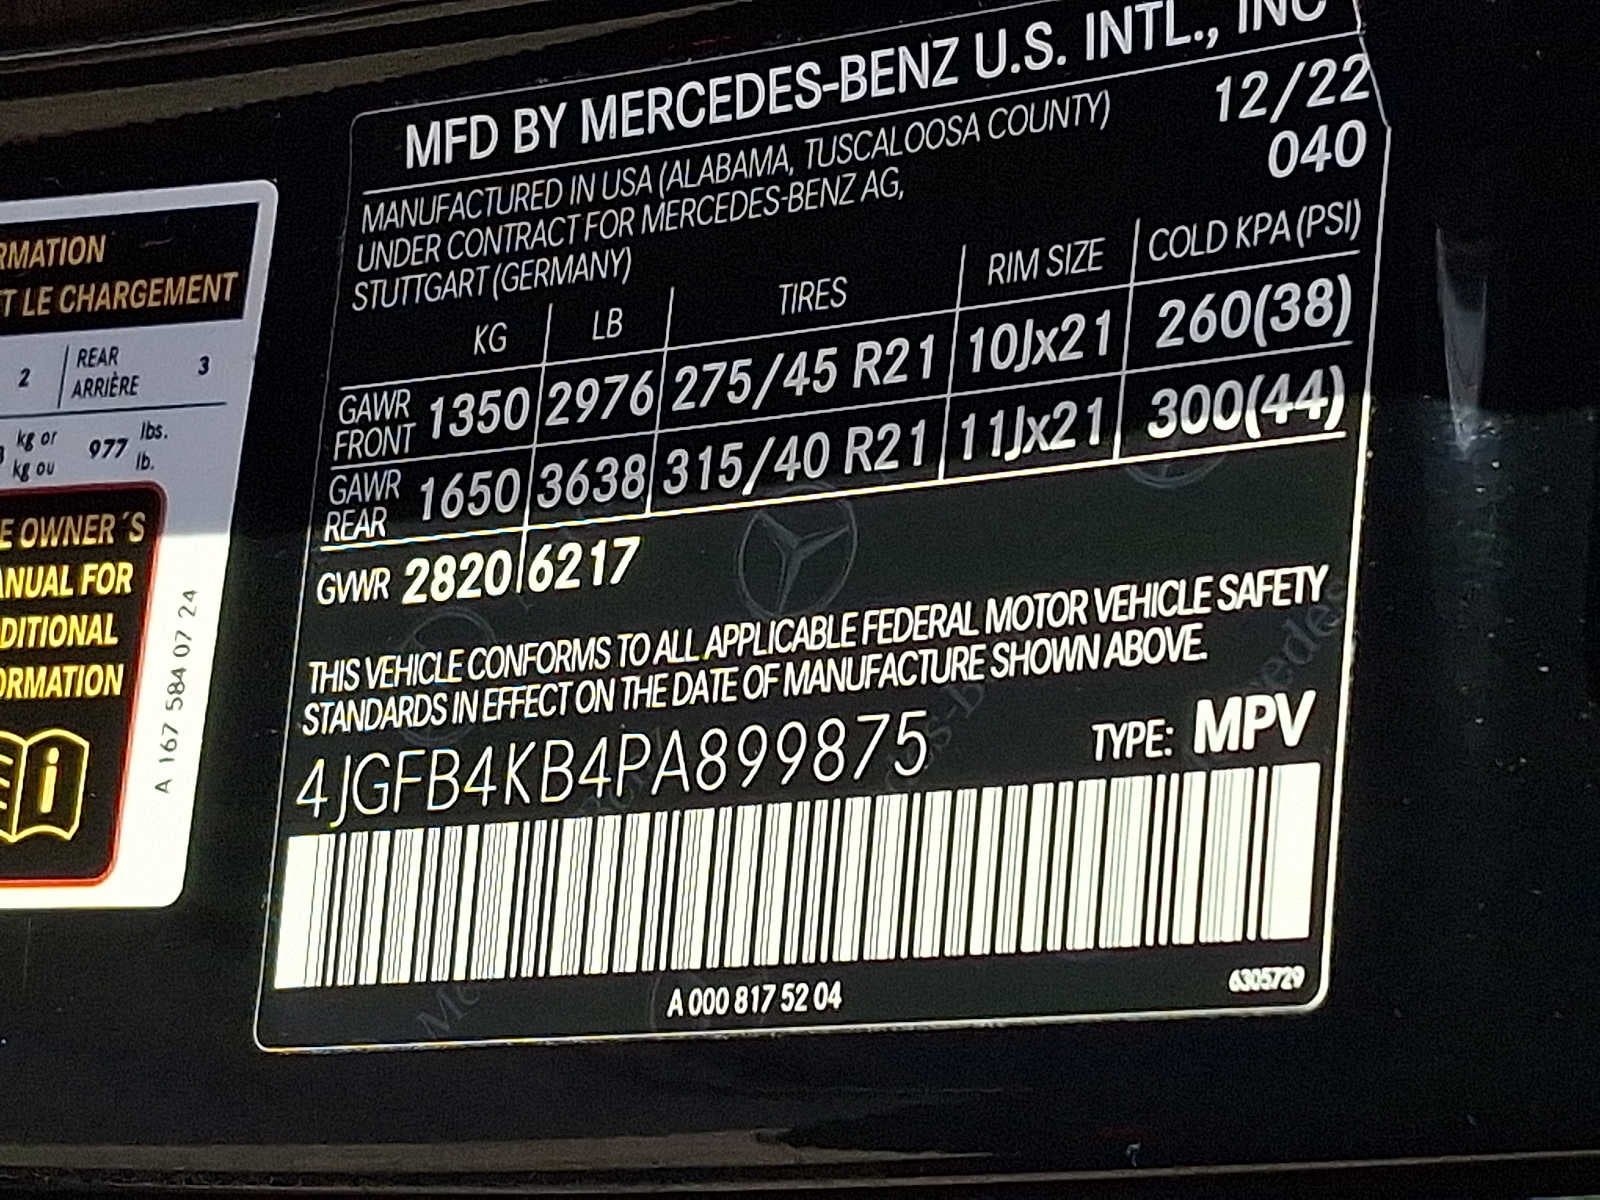 RMATION
T LE CHARGEMENT
2 REAR ARRIÈRE 3
kg or kg ou 977 lbs. lb.
E OWNER´S
ANUAL FOR
DITIONAL
ORMATION
A 167 584 07 24
MFD BY MERCEDES-BENZ U.S. INTL., INC
MANUFACTURED IN USA (ALABAMA, TUSCALOOSA COUNTY) 12/22
UNDER CONTRACT FOR MERCEDES-BENZ AG, 040
STUTTGART (GERMANY)
KG LB TIRES RIM SIZE COLD KPA (PSI)
GAWR FRONT 1350 2976 275/45 R21 10Jx21 260(38)
GAWR REAR 1650 3638 315/40 R21 11Jx21 300(44)
GVWR 2820 6217
THIS VEHICLE CONFORMS TO ALL APPLICABLE FEDERAL MOTOR VEHICLE SAFETY
STANDARDS IN EFFECT ON THE DATE OF MANUFACTURE SHOWN ABOVE.
4JGFB4KB4PA899875 TYPE: MPV
A 000 817 52 04 6305729